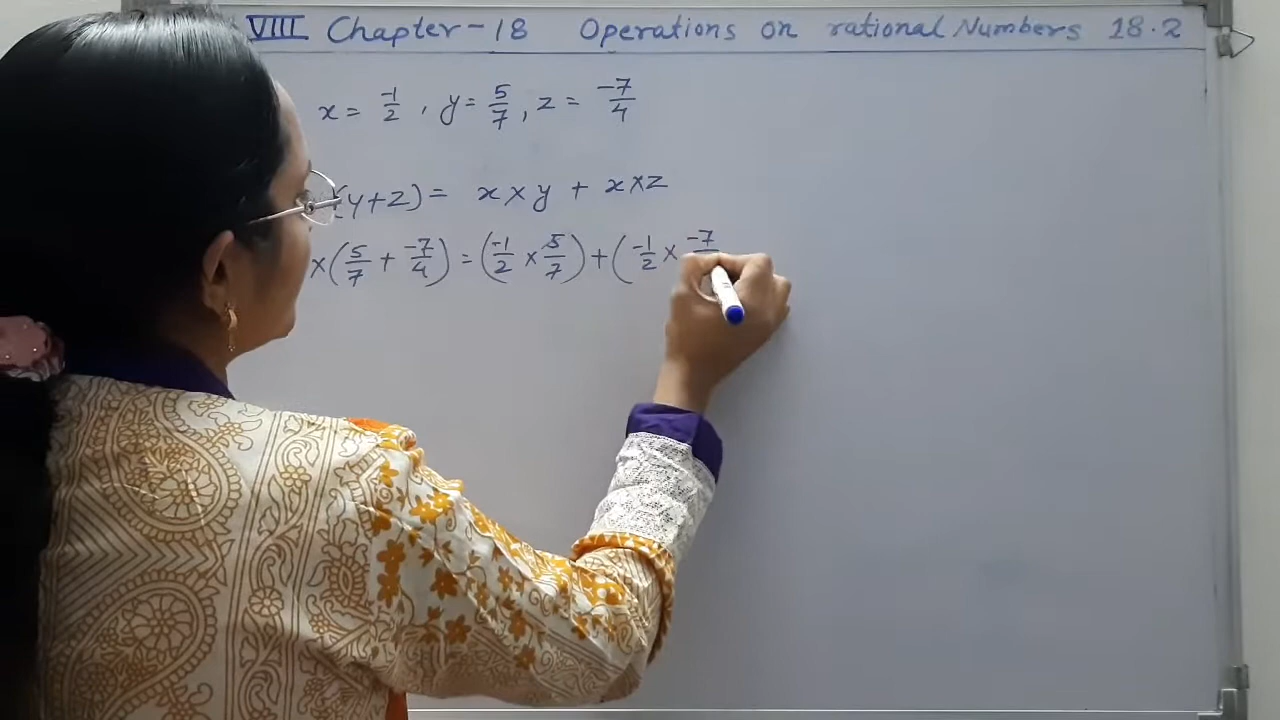 VIII Chapter-18 Operations on rational Numbers 18.2
x = -1/2 , y = 5/7 , z = -7/4
(y+z) = x × y + x × z
×(5/7 + -7/4) = (-1/2 × 5/7) + (-1/2 × -7